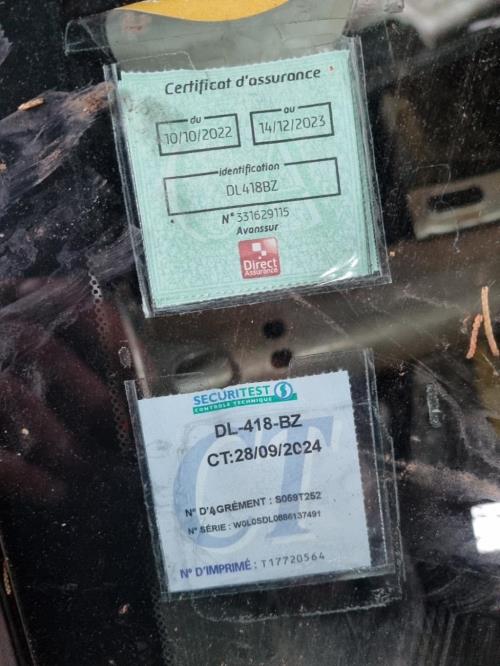 Certificat d'assurance
du au
10/10/2022 14/12/2023
identification
DL418BZ
N° 331629115
Avanssur
Direct
Assurance
SECURITEST
CONTROLE TECHNIQUE
DL-418-BZ
CT:28/09/2024
CT
N° D'AGRÉMENT : S069T252
N° SÉRIE : W0L0SDL0886137491
N° D'IMPRIMÉ : T17720564